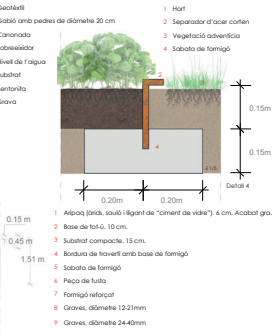 Geotèxtil
Gabió amb pedres de diàmetre 20 cm
Canonada
Sobreeixidor
Nivell de l'aigua
Substrat
Bentonita
Grava
1 Hort
2 Separador d'acer corten
3 Vegetació adventícia
4 Sabata de formigó
2
4
0.15m
0.15m
Detall 4
0.20m
0.20m
0.15 m
0.45 m
1.51 m
1 Aripaq (àrids, sauló i lligant de "ciment de vidre"). 6 cm. Acabat gra.
2 Base de tot-ú. 10 cm.
3 Substrat compacte. 15 cm.
4 Bordura de travertí amb base de formigó
5 Sabata de formigó
6 Peça de fusta
7 Formigó reforçat
8 Graves, diàmetre 12-21mm
9 Graves, diàmetre 24-40mm